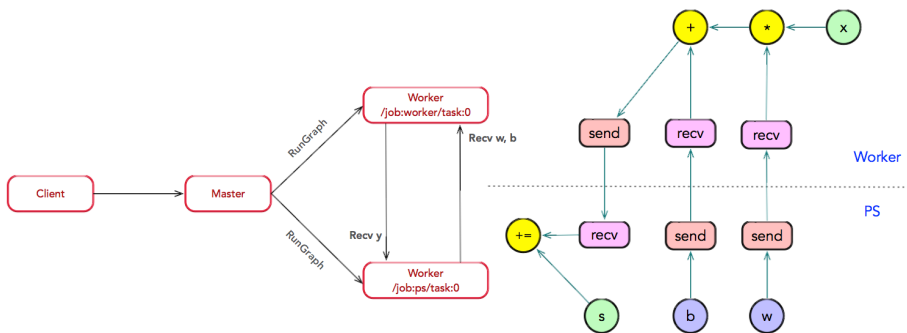 Client
Master
RunGraph
RunGraph
Worker
/job:worker/task:0
Recv w, b
Recv y
Worker
/job:ps/task:0
+
*
x
send
recv
recv
Worker
PS
+=
recv
send
send
s
b
w